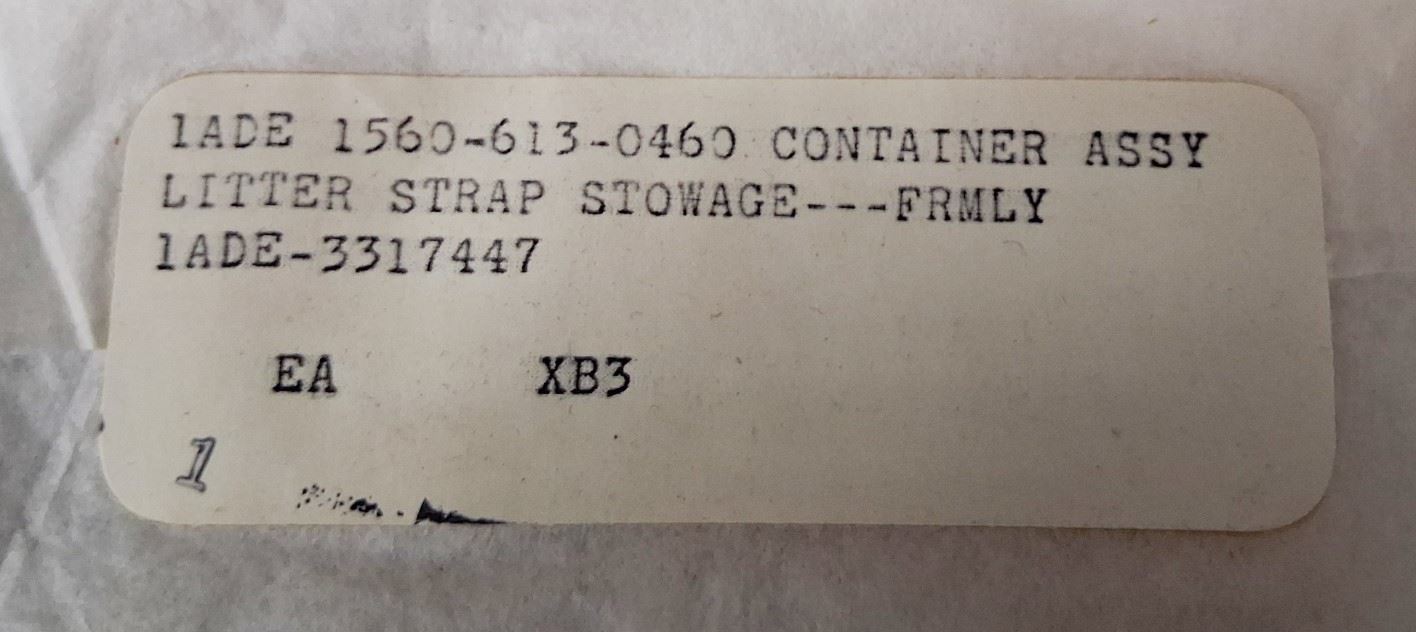 1ADE 1560-613-0460 CONTAINER ASSY
LITTER STRAP STOWAGE---FRMLY
1ADE-3317447
EA XB3
1